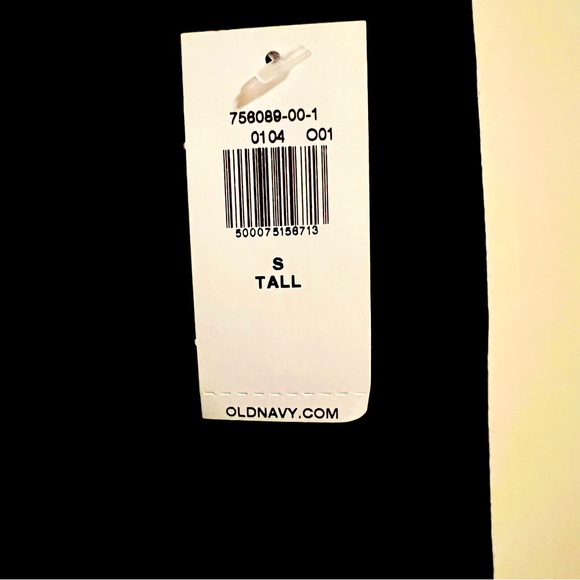 756089-00-1
0104 O01
500075156713
S
TALL
OLDNAVY.COM